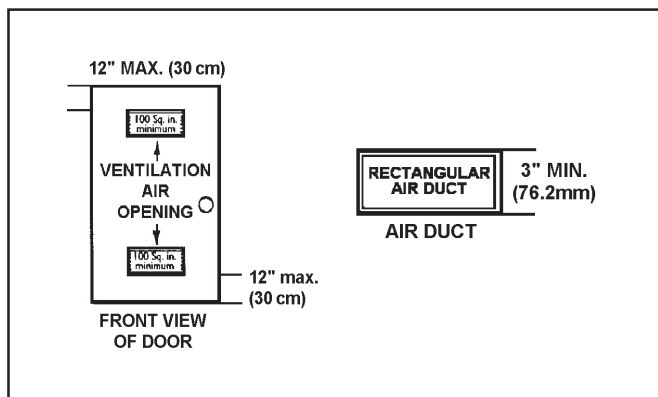 12" MAX. (30 cm)
100 Sq. in.
minimum
VENTILATION
AIR
OPENING
100 Sq. in.
minimum
12" max.
(30 cm)
FRONT VIEW
OF DOOR
RECTANGULAR
AIR DUCT
3" MIN.
(76.2mm)
AIR DUCT